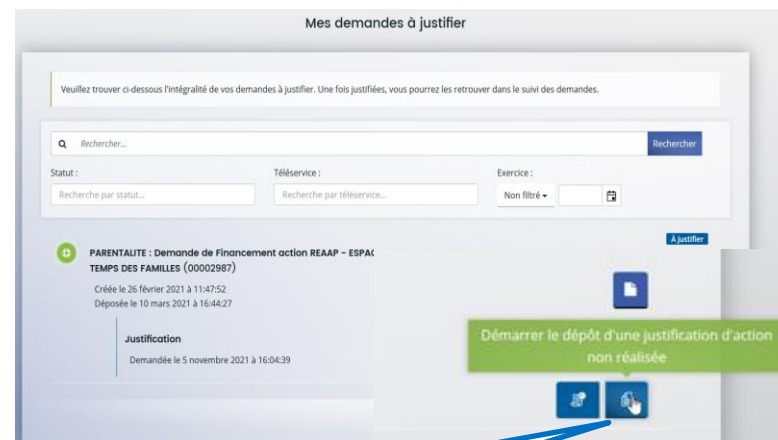 Mes demandes à justifier
Veuillez trouver ci-dessous l'intégralité de vos demandes à justifier. Une fois justifiées, vous pourrez les retrouver dans le suivi des demandes.
Rechercher...
Rechercher
Statut :
Téléservice :
Exercice :
Recherche par statut...
Recherche par téléservice...
Non filtré
À justifier
PARENTALITE : Demande de Financement action REAAP - ESPAC
TEMPS DES FAMILLES (00002987)
Créée le 26 février 2021 à 11:47:52
Déposée le 10 mars 2021 à 16:44:27
Démarrer le dépôt d'une justification d'action
non réalisée
Justification
Demandée le 5 novembre 2021 à 16:04:39